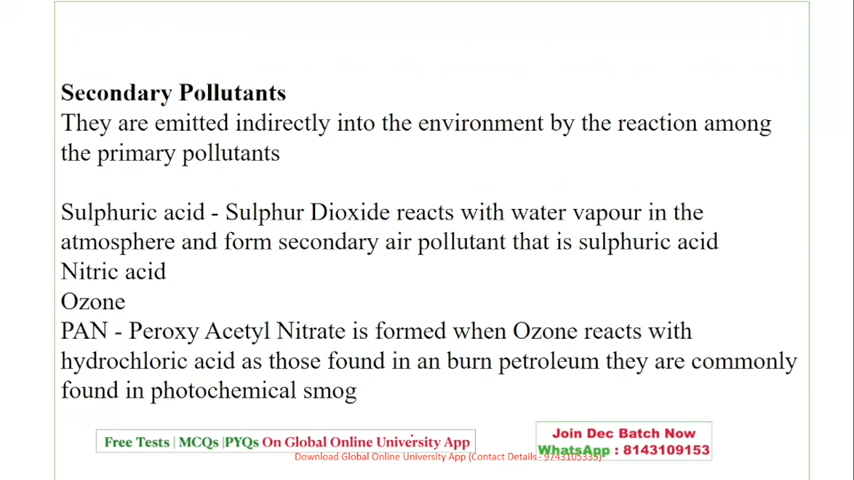 Secondary Pollutants
They are emitted indirectly into the environment by the reaction among
the primary pollutants
Sulphuric acid - Sulphur Dioxide reacts with water vapour in the
atmosphere and form secondary air pollutant that is sulphuric acid
Nitric acid
Ozone
PAN - Peroxy Acetyl Nitrate is formed when Ozone reacts with
hydrochloric acid as those found in an burn petroleum they are commonly
found in photochemical smog
Free Tests | MCQs |PYQs On Global Online University App
Join Dec Batch Now
WhatsApp : 8143109153
Download Global Online University App (Contact Details - 9743105335)